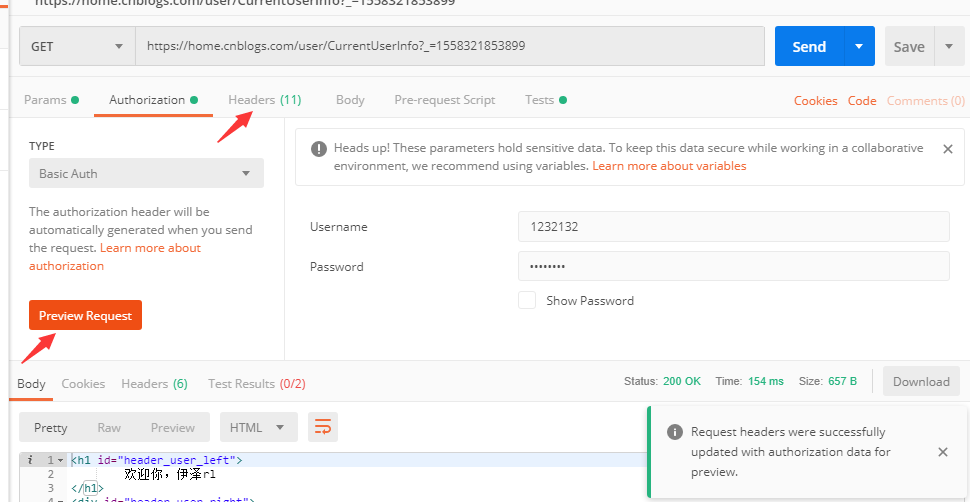 https://home.cnblogs.com/user/CurrentUserInfo?_=1558321853899
GET
https://home.cnblogs.com/user/CurrentUserInfo?_=1558321853899
Send
Save
Params
Authorization
Headers (11)
Body
Pre-request Script
Tests
Cookies
Code
Comments (0)
TYPE
Basic Auth
The authorization header will be
automatically generated when you send
the request. Learn more about
authorization
Preview Request
Heads up! These parameters hold sensitive data. To keep this data secure while working in a collaborative
environment, we recommend using variables. Learn more about variables
Username
1232132
Password
••••••••
Show Password
Body
Cookies
Headers (6)
Test Results (0/2)
Status: 200 OK
Time: 154 ms
Size: 657 B
Download
Pretty
Raw
Preview
HTML
i 1 <h1 id="header_user_left">
2 欢迎你，伊泽rl
3 </h1>
4 <div id="header_user_right">
Request headers were successfully
updated with authorization data for
preview.